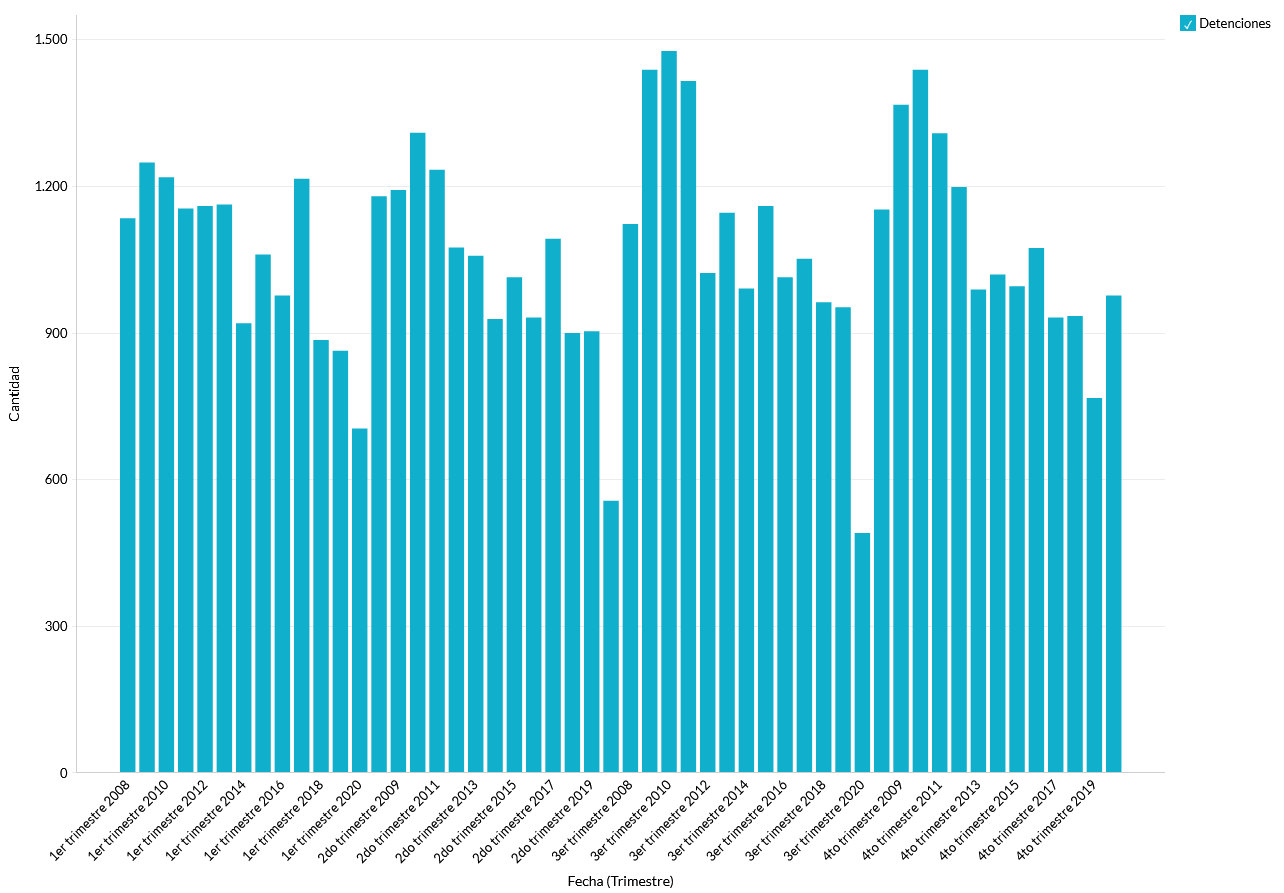 Detenciones
1.500
1.200
900
600
300
0
Cantidad
1er trimestre 2008
1er trimestre 2010
1er trimestre 2012
1er trimestre 2014
1er trimestre 2016
1er trimestre 2018
1er trimestre 2020
2do trimestre 2009
2do trimestre 2011
2do trimestre 2013
2do trimestre 2015
2do trimestre 2017
2do trimestre 2019
3er trimestre 2008
3er trimestre 2010
3er trimestre 2012
3er trimestre 2014
3er trimestre 2016
3er trimestre 2018
3er trimestre 2020
4to trimestre 2009
4to trimestre 2011
4to trimestre 2013
4to trimestre 2015
4to trimestre 2017
4to trimestre 2019
Fecha (Trimestre)